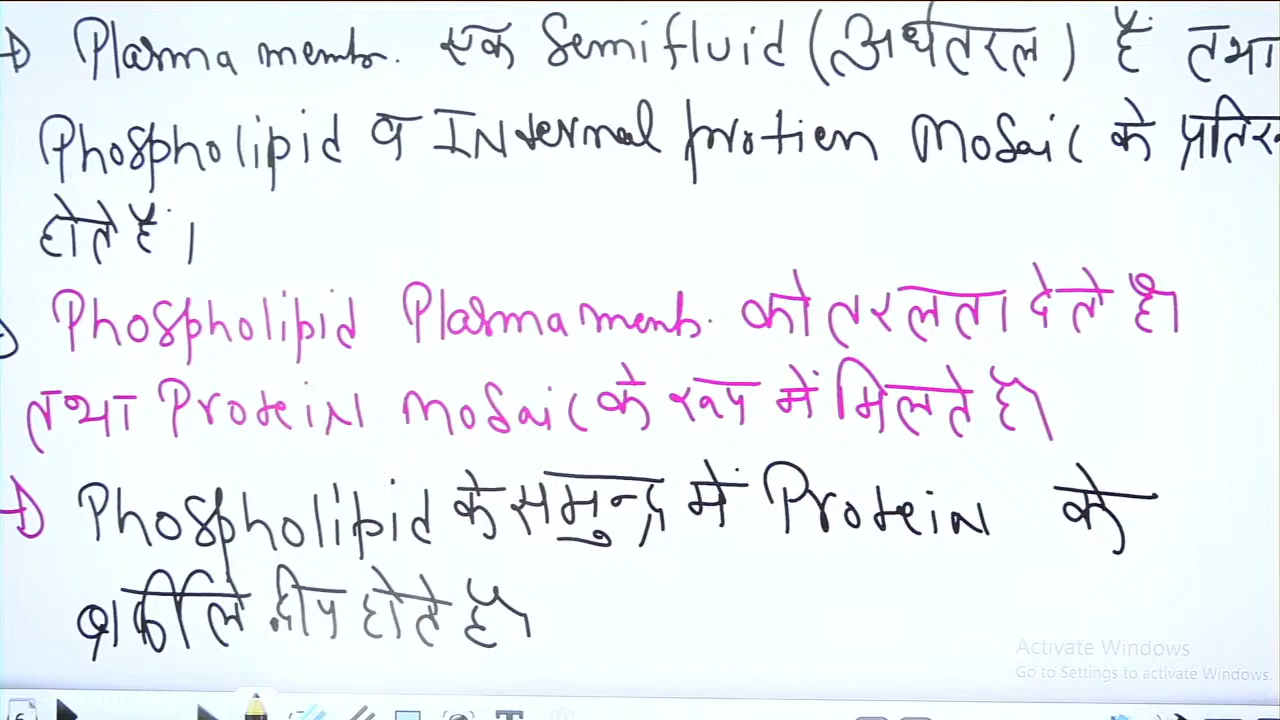 → Plasma memb. एक Semifluid (अर्धतरल) है तथा
Phospholipid व INternal protien Mosaic के
होते है।
Phospholipid Plasma memb. को तरलता देते है।
तथा ProteiN Mosaic के रूप में मिलते है।
→ Phospholipid के समुन्द्र में ProteiN के
बर्फीले द्वीप होते है।
Activate Windows
Go to Settings to activate Windows.